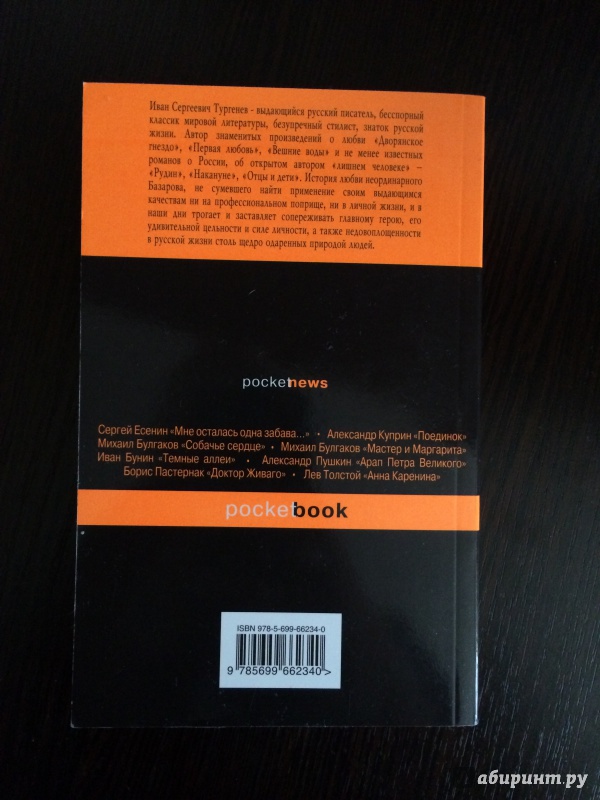 Иван Сергеевич Тургенев - выдающийся русский писатель, бесспорный
классик мировой литературы, безупречный стилист, знаток русской
жизни. Автор знаменитых произведений о любви «Дворянское
гнездо», «Первая любовь», «Вешние воды» и не менее известных
романов о России, об открытом автором «лишнем человеке» –
«Рудин», «Накануне», «Отцы и дети». История любви неординарного
Базарова, не сумевшего найти применение своим выдающимся
качествам ни на профессиональном поприще, ни в личной жизни, и в
наши дни трогает и заставляет сопереживать главному герою, его
удивительной цельности и силе личности, а также недовоплощенности
в русской жизни столь щедро одаренных природой людей.
pocketnews
Сергей Есенин «Мне осталась одна забава...» • Александр Куприн «Поединок»
Михаил Булгаков «Собачье сердце» • Михаил Булгаков «Мастер и Маргарита»
Иван Бунин «Темные аллеи» • Александр Пушкин «Арап Петра Великого»
Борис Пастернак «Доктор Живаго» • Лев Толстой «Анна Каренина»
pocketbook
ISBN 978-5-699-66234-0
9 785699 662340>
абиринт.ру